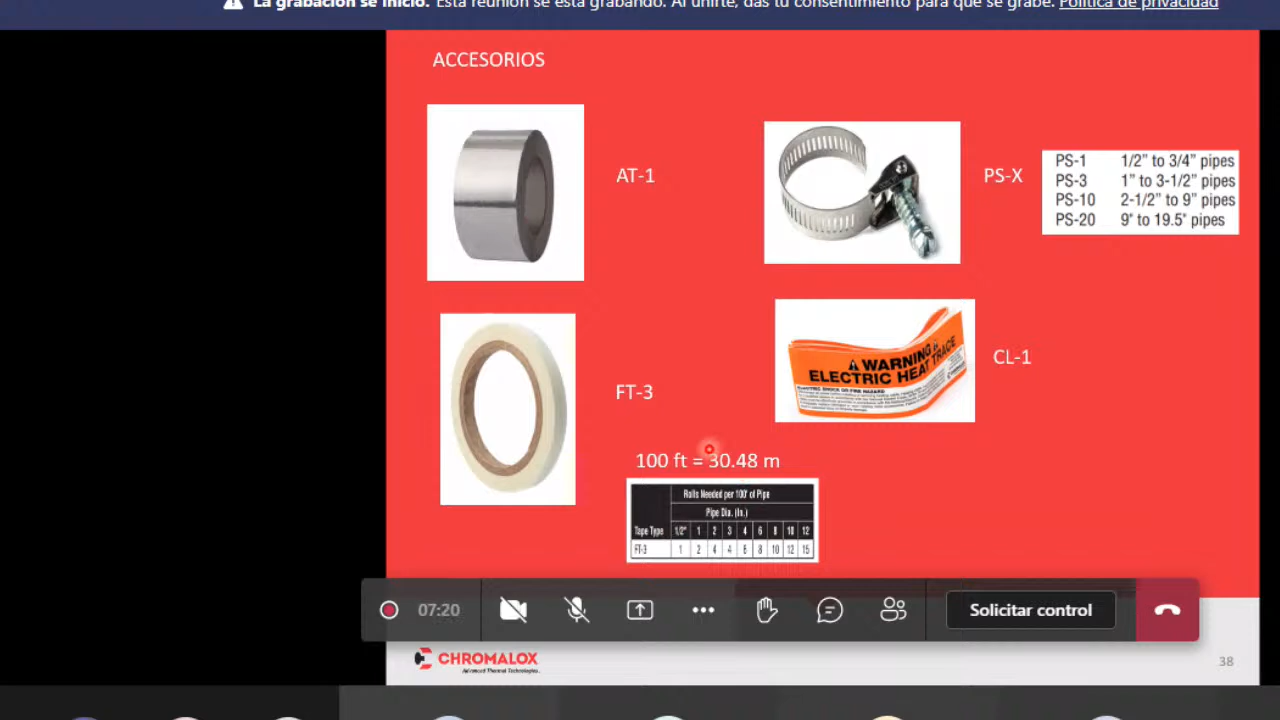 La grabación se inició. Esta reunión se está grabando. Al unirte, das tu consentimiento para que se grabe. Política de privacidad
ACCESORIOS
AT-1
PS-X
PS-1 1/2” to 3/4” pipes
PS-3 1” to 3-1/2” pipes
PS-10 2-1/2” to 9” pipes
PS-20 9" to 19.5" pipes
WARNING
ELECTRIC HEAT TRACE
CL-1
FT-3
100 ft = 30.48 m
Rolls Needed per 100' of Pipe
Pipe Dia. (In.)
Tape Type 1/2" 1 2 3 4 6 8 10 12
FT-3 1 2 4 4 6 8 10 12 15
07:20
Solicitar control
CHROMALOX
Advanced Thermal Technologies
38